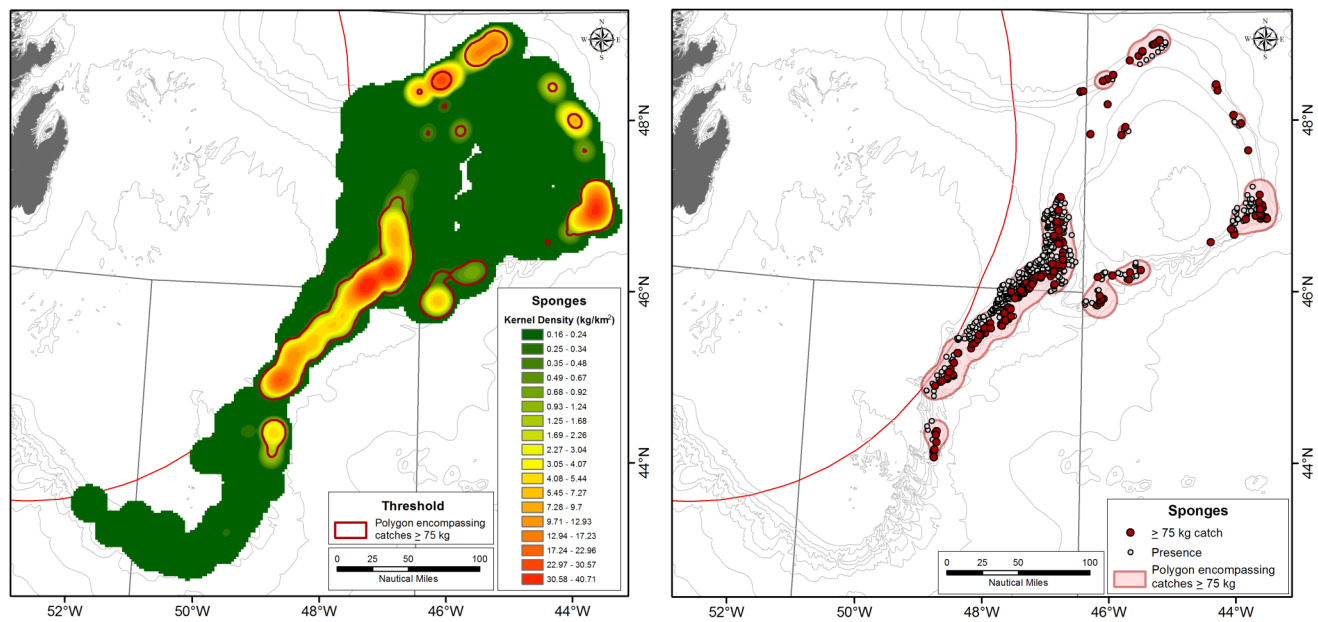 N
W E
S
48°N
46°N
44°N
Sponges
Kernel Density (kg/km²)
0.16 - 0.24
0.25 - 0.34
0.35 - 0.48
0.49 - 0.67
0.68 - 0.92
0.93 - 1.24
1.25 - 1.68
1.69 - 2.26
2.27 - 3.04
3.05 - 4.07
4.08 - 5.44
5.45 - 7.27
7.28 - 9.7
9.71 - 12.93
12.94 - 17.23
17.24 - 22.96
22.97 - 30.57
30.58 - 40.71
Threshold
Polygon encompassing
catches ≥ 75 kg
0 25 50 100
Nautical Miles
52°W 50°W 48°W 46°W 44°W
N
W E
S
48°N
46°N
44°N
Sponges
≥ 75 kg catch
Presence
Polygon encompassing
catches ≥ 75 kg
0 25 50 100
Nautical Miles
52°W 50°W 48°W 46°W 44°W